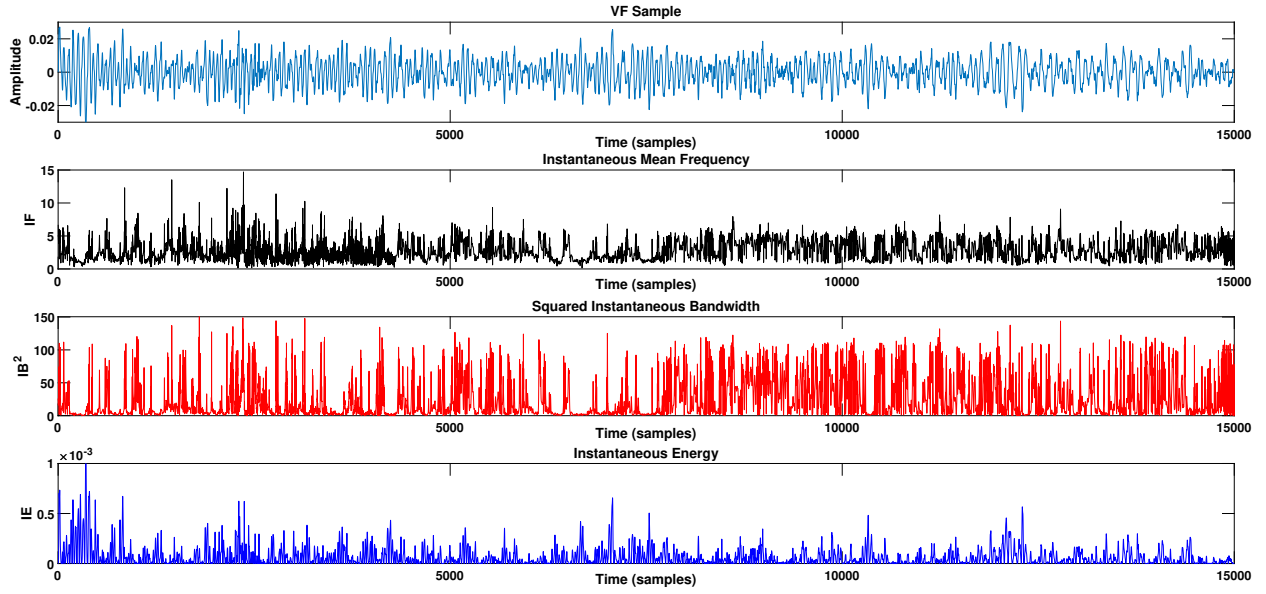 VF Sample
0.02
0
-0.02
Amplitude
0 5000 10000 15000
Time (samples)
Instantaneous Mean Frequency
15
10
5
0
IF
0 5000 10000 15000
Time (samples)
Squared Instantaneous Bandwidth
150
100
50
0
IB²
0 5000 10000 15000
Time (samples)
Instantaneous Energy
×10⁻³
1
0.5
0
IE
0 5000 10000 15000
Time (samples)